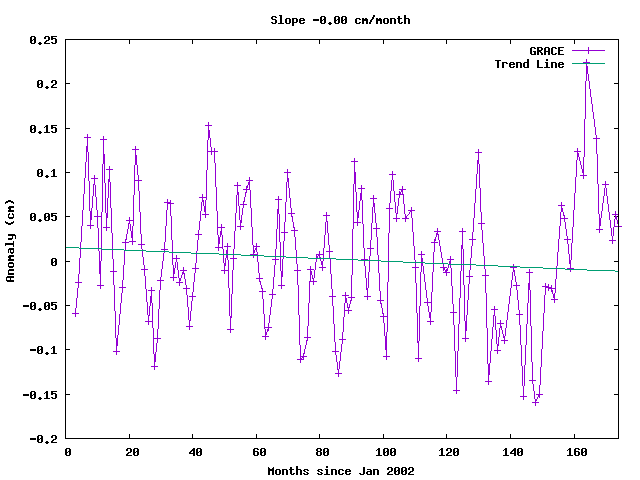 Slope -0.00 cm/month
GRACE
Trend Line
0.25
0.2
0.15
0.1
0.05
0
-0.05
-0.1
-0.15
-0.2
Anomaly (cm)
0 20 40 60 80 100 120 140 160
Months since Jan 2002